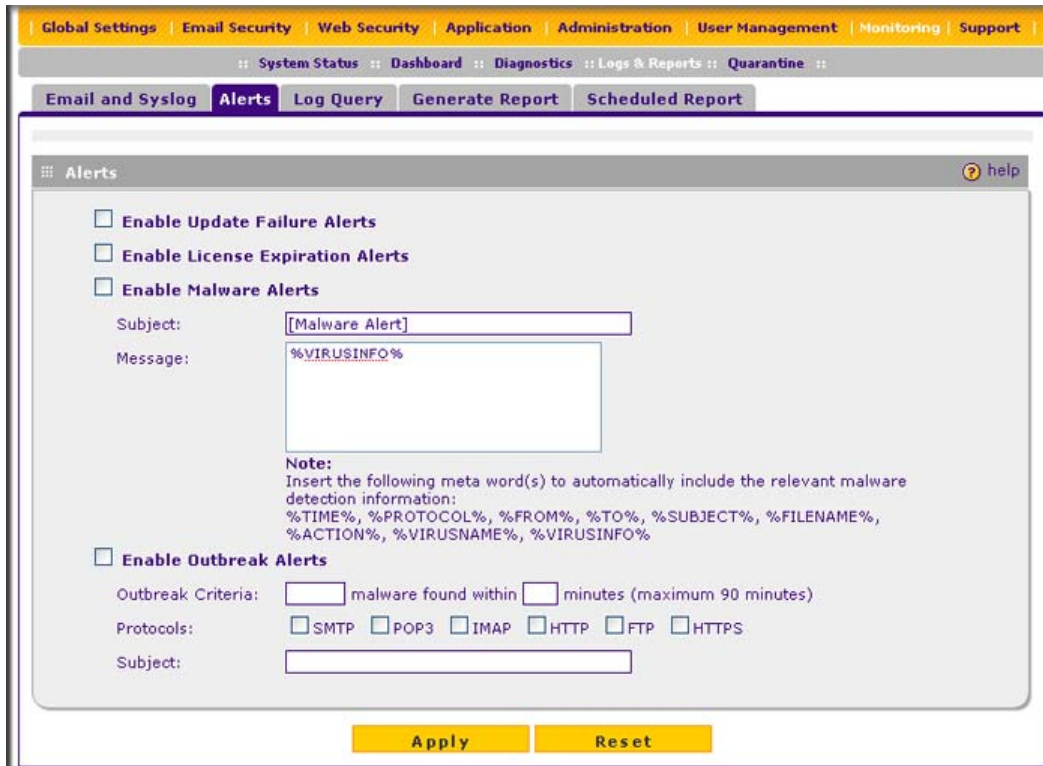 | Global Settings | Email Security | Web Security | Application | Administration | User Management | Monitoring | Support |
:: System Status :: Dashboard :: Diagnostics :: Logs & Reports :: Quarantine ::
Email and Syslog Alerts Log Query Generate Report Scheduled Report
Alerts ? help
Enable Update Failure Alerts
Enable License Expiration Alerts
Enable Malware Alerts
Subject: [Malware Alert]
Message: %VIRUSINFO%
Note:
Insert the following meta word(s) to automatically include the relevant malware
detection information:
%TIME%, %PROTOCOL%, %FROM%, %TO%, %SUBJECT%, %FILENAME%,
%ACTION%, %VIRUSNAME%, %VIRUSINFO%
Enable Outbreak Alerts
Outbreak Criteria: malware found within minutes (maximum 90 minutes)
Protocols: SMTP POP3 IMAP HTTP FTP HTTPS
Subject:
Apply Reset